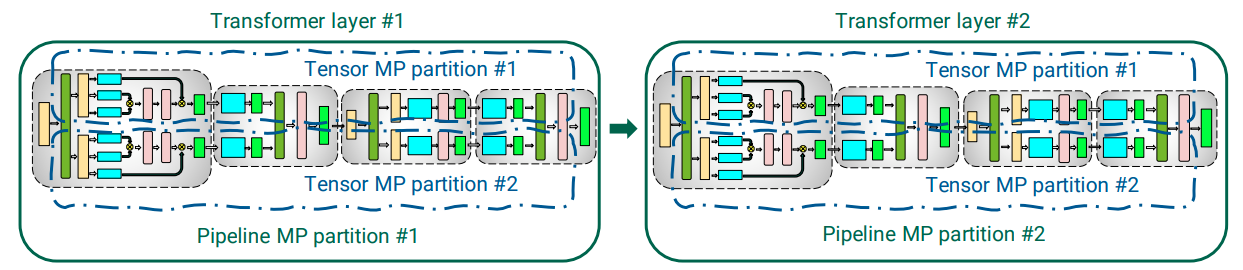 Transformer layer #1
Transformer layer #2
Tensor MP partition #1
Tensor MP partition #1
Tensor MP partition #2
Tensor MP partition #2
Pipeline MP partition #1
Pipeline MP partition #2